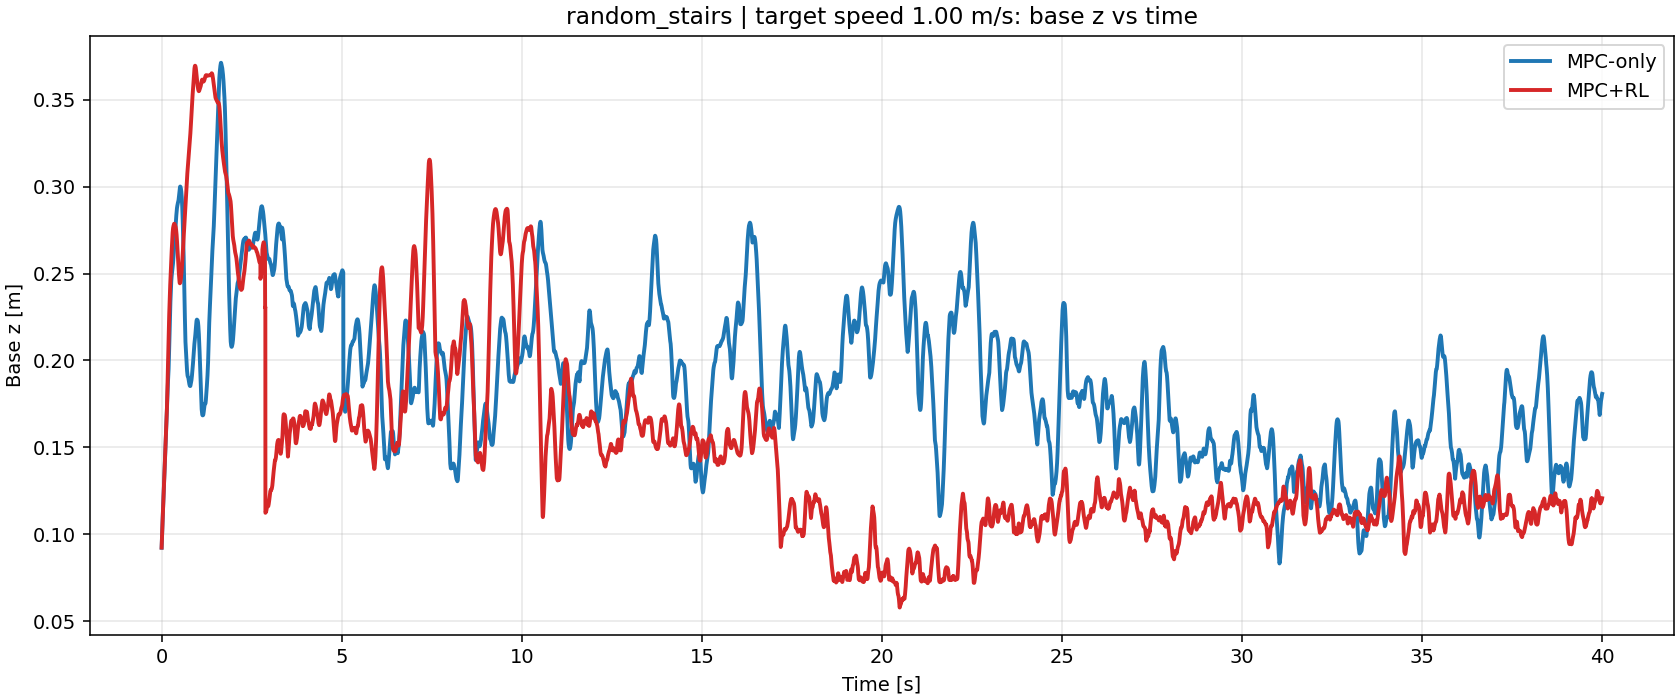 random_stairs | target speed 1.00 m/s: base z vs time
MPC-only
MPC+RL
Base z [m]
0.35
0.30
0.25
0.20
0.15
0.10
0.05
0 5 10 15 20 25 30 35 40
Time [s]